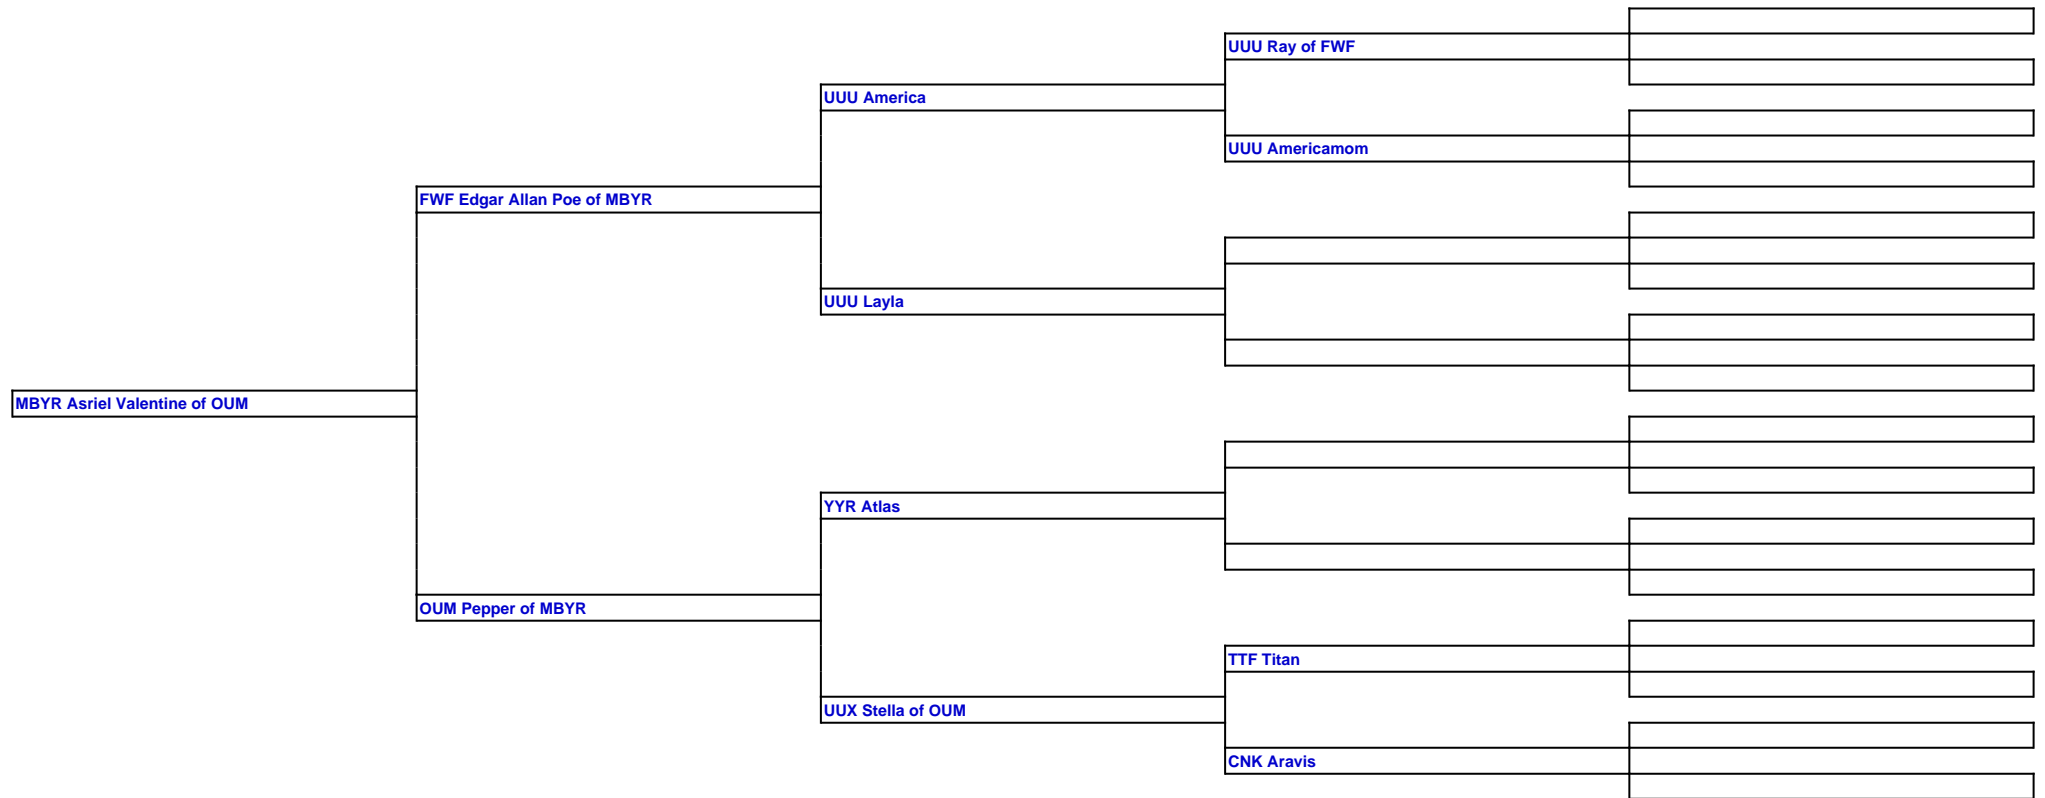 UUU Ray of FWF
UUU America
UUU Americamom
FWF Edgar Allan Poe of MBYR
UUU Layla
MBYR Asriel Valentine of OUM
YYR Atlas
OUM Pepper of MBYR
TTF Titan
UUX Stella of OUM
CNK Aravis